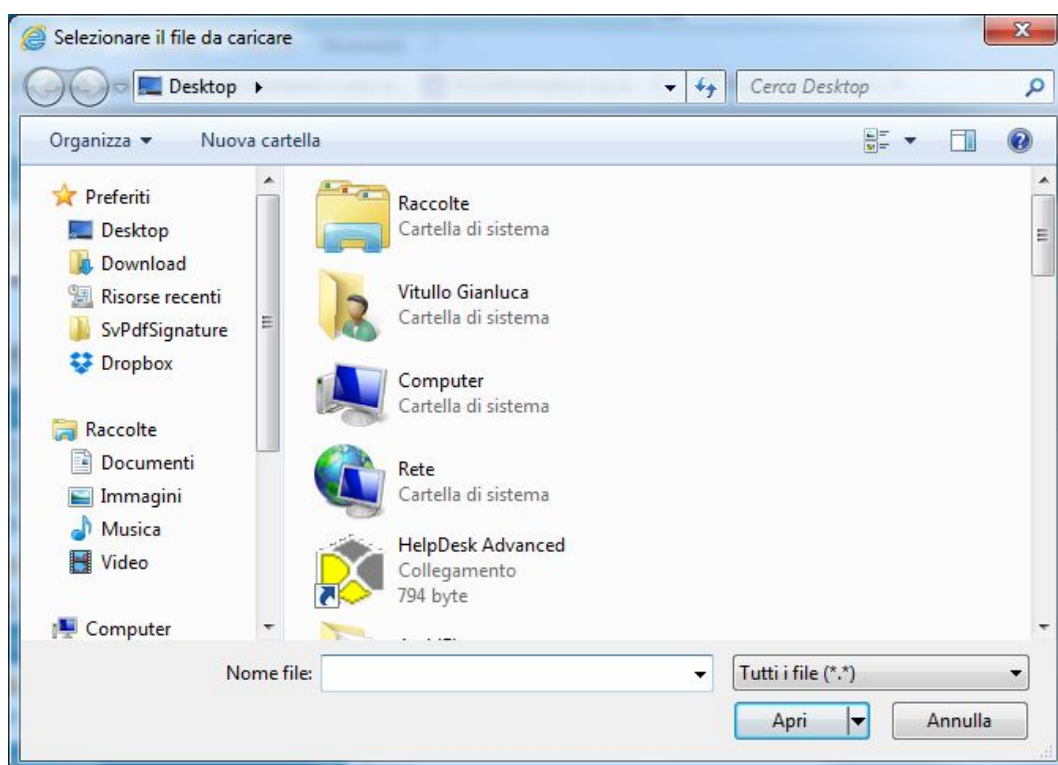 Selezionare il file da caricare
Desktop
Cerca Desktop
Organizza
Nuova cartella
Preferiti
Desktop
Download
Risorse recenti
SvPdfSignature
Dropbox
Raccolte
Documenti
Immagini
Musica
Video
Computer
Raccolte
Cartella di sistema
Vitullo Gianluca
Cartella di sistema
Computer
Cartella di sistema
Rete
Cartella di sistema
HelpDesk Advanced
Collegamento
794 byte
Nome file:
Tutti i file (*.*)
Apri
Annulla